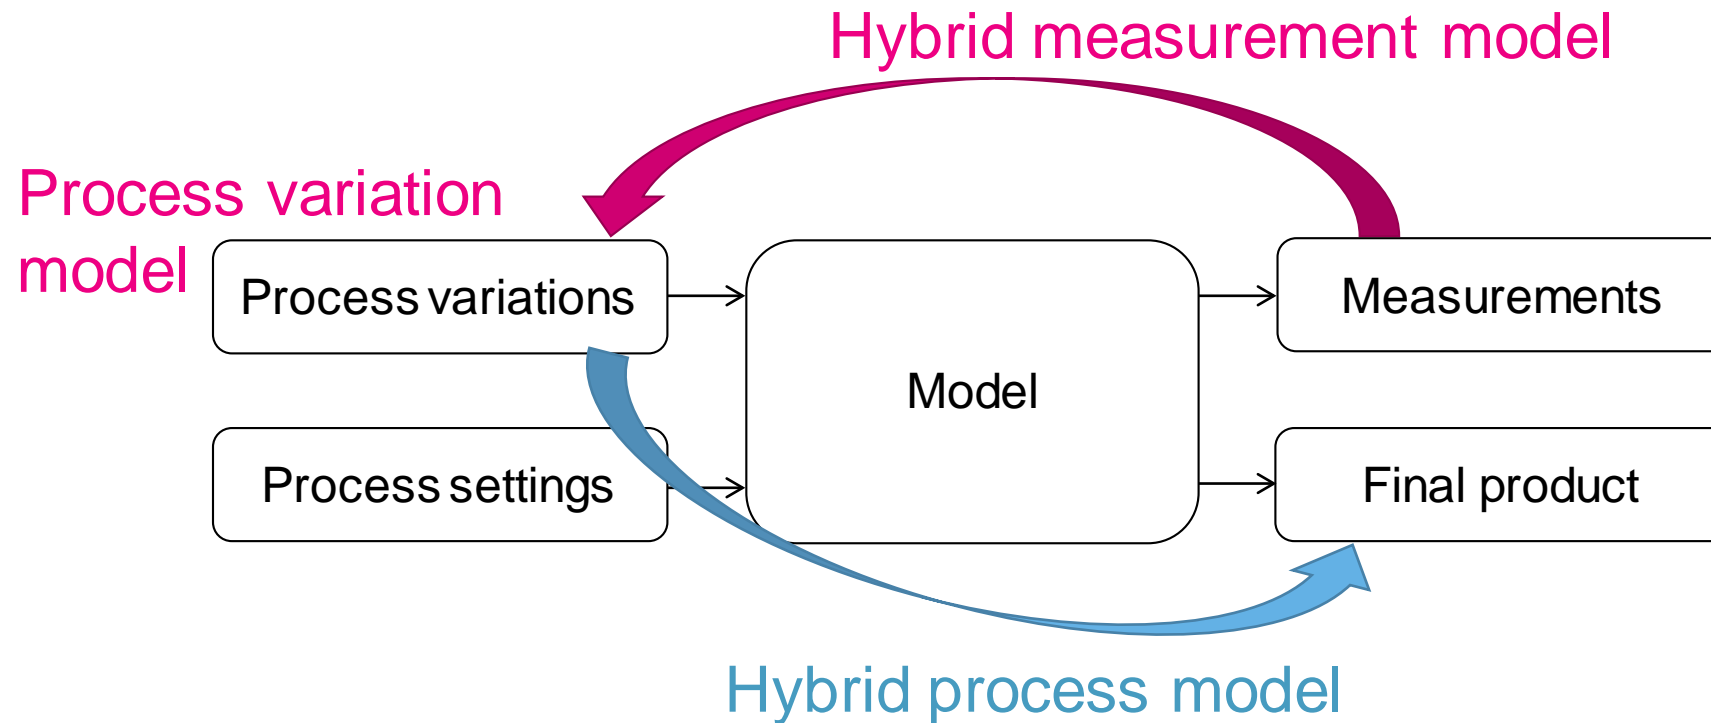 Hybrid measurement model
Process variation
model
Process variations
Measurements
Model
Process settings
Final product
Hybrid process model